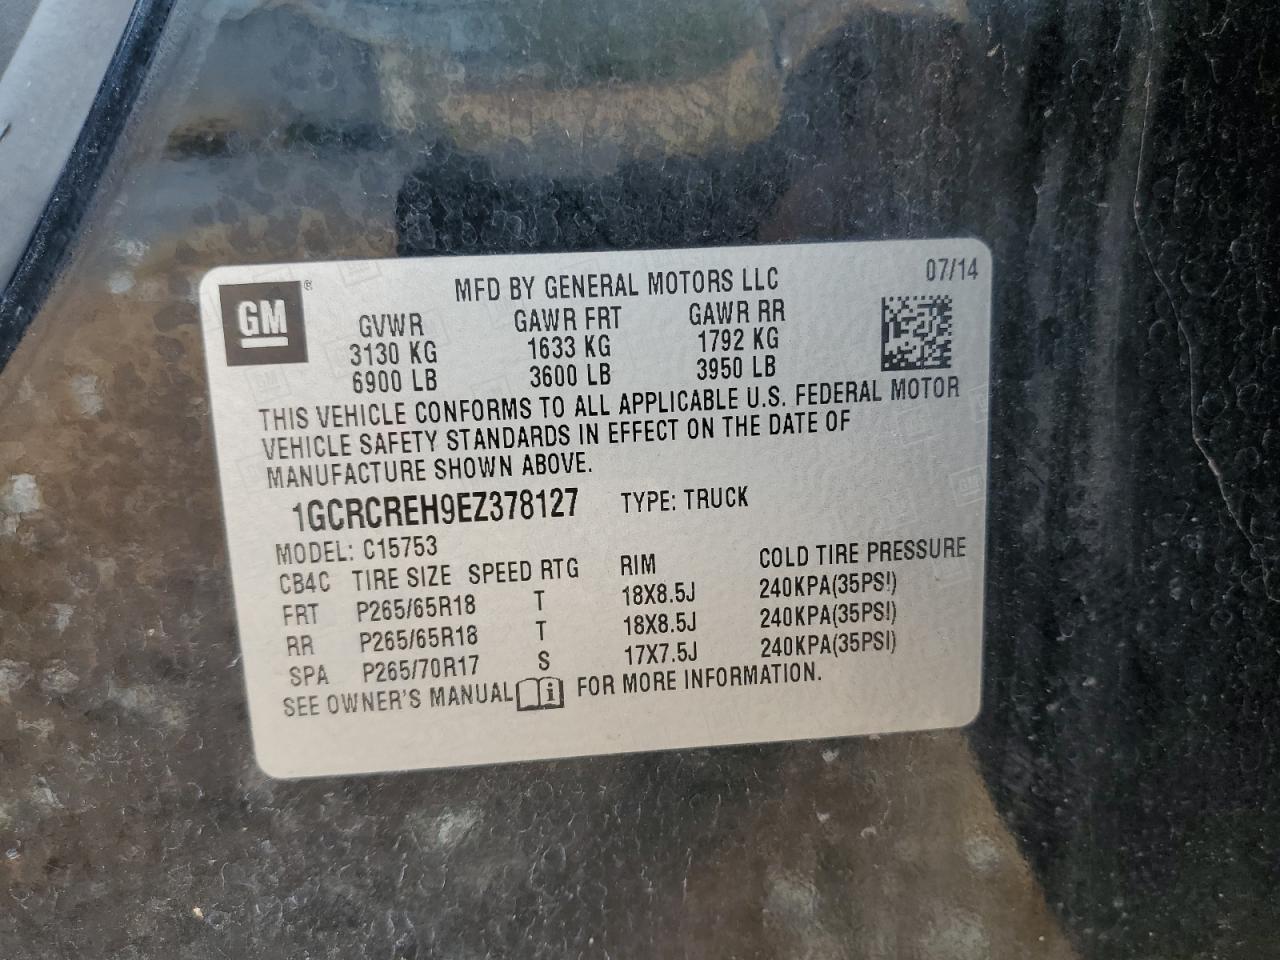 GM ®
MFD BY GENERAL MOTORS LLC
07/14
GVWR GAWR FRT GAWR RR
3130 KG 1633 KG 1792 KG
6900 LB 3600 LB 3950 LB
THIS VEHICLE CONFORMS TO ALL APPLICABLE U.S. FEDERAL MOTOR
VEHICLE SAFETY STANDARDS IN EFFECT ON THE DATE OF
MANUFACTURE SHOWN ABOVE.
1GCRCREH9EZ378127 TYPE: TRUCK
MODEL: C15753
CB4C TIRE SIZE SPEED RTG RIM COLD TIRE PRESSURE
FRT P265/65R18 T 18X8.5J 240KPA(35PSI)
RR P265/65R18 T 18X8.5J 240KPA(35PSI)
SPA P265/70R17 S 17X7.5J 240KPA(35PSI)
SEE OWNER'S MANUAL i FOR MORE INFORMATION.